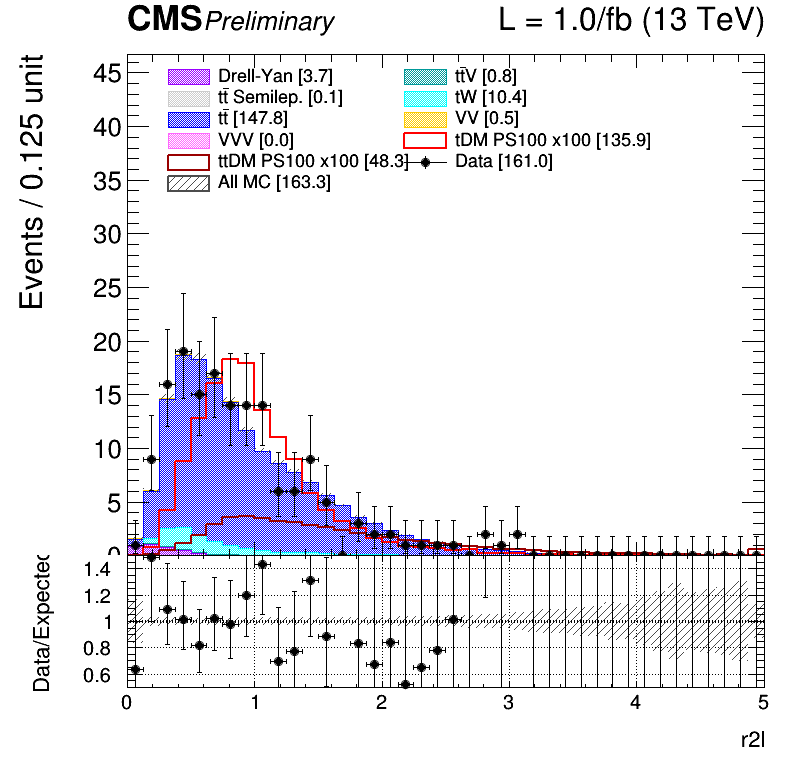 CMS Preliminary L = 1.0/fb (13 TeV)
Events / 0.125 unit
45
40
35
30
25
20
15
10
5
0
Drell-Yan [3.7]
tt̄ Semilep. [0.1]
tt̄ [147.8]
VVV [0.0]
ttDM PS100 x100 [48.3]
All MC [163.3]
tt̄V [0.8]
tW [10.4]
VV [0.5]
tDM PS100 x100 [135.9]
Data [161.0]
Data/Expected
1.4
1.2
1
0.8
0.6
0 1 2 3 4 5
r2l